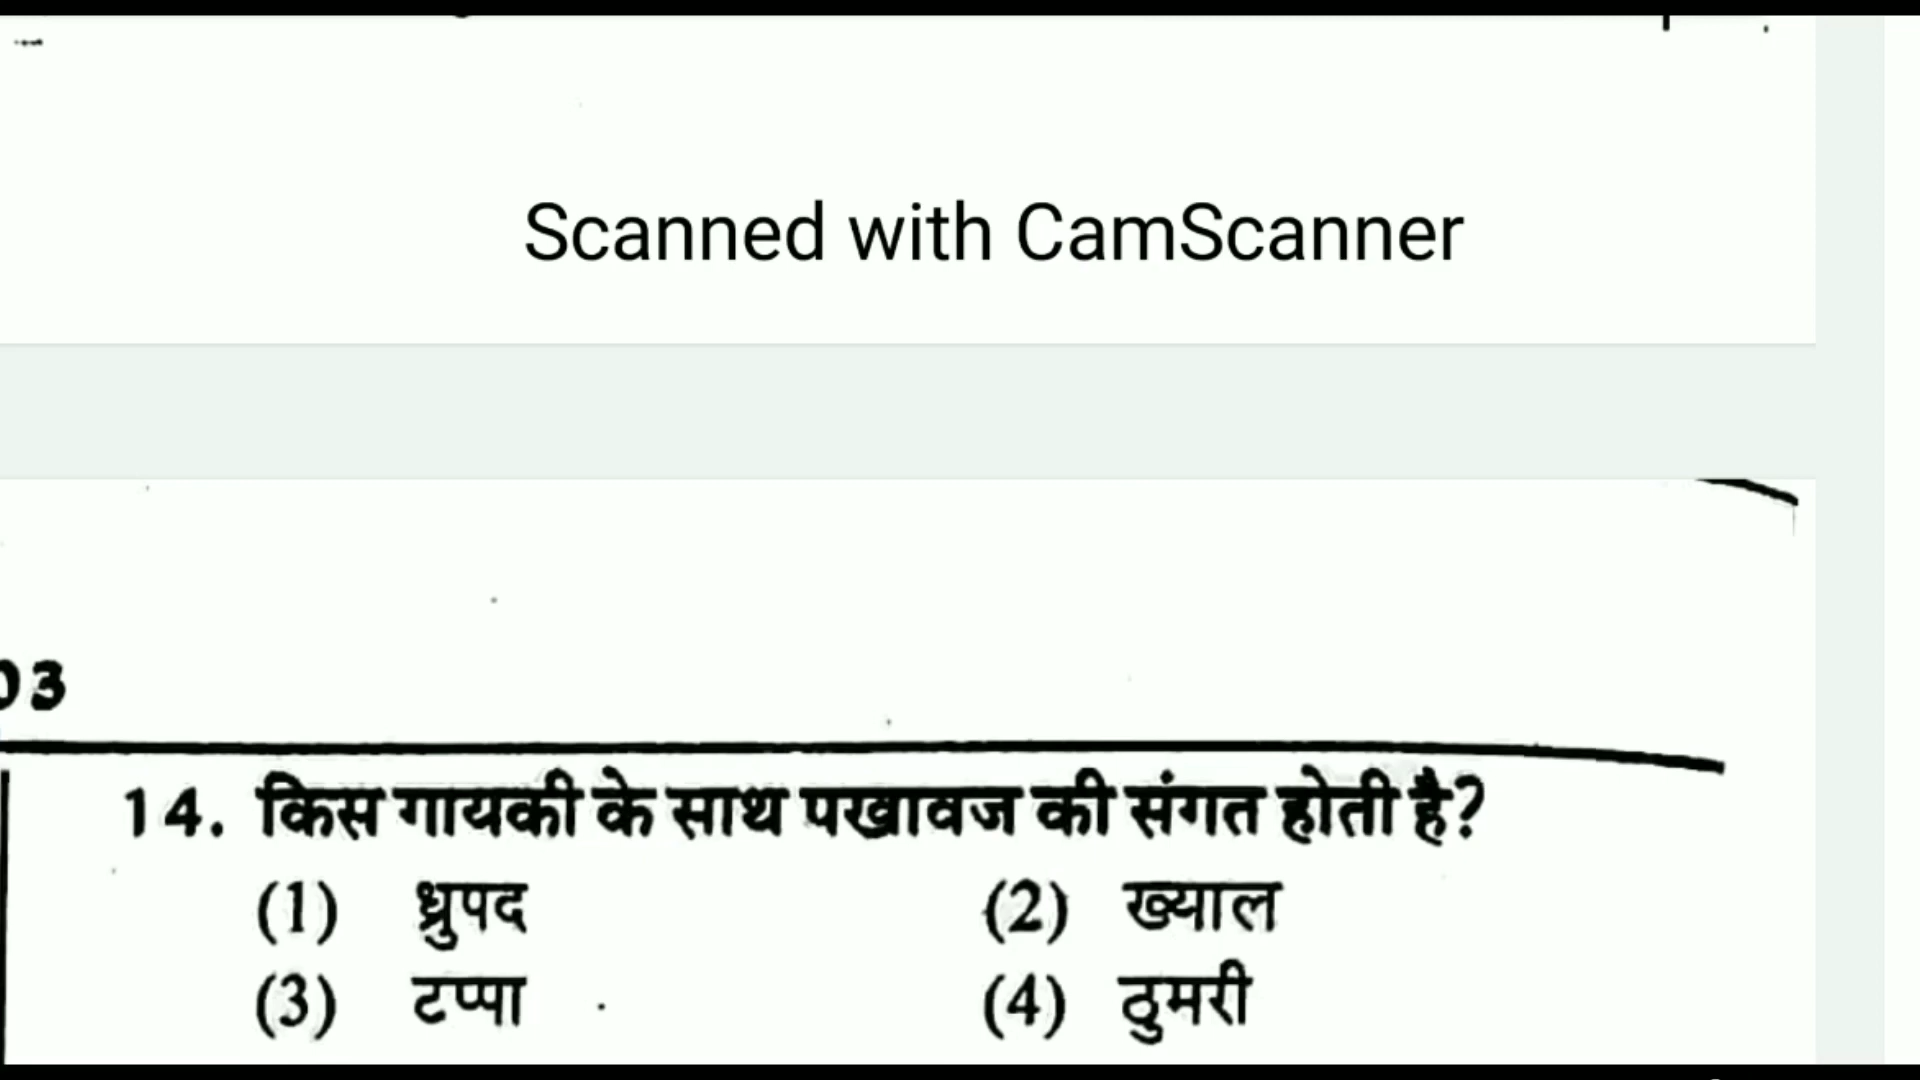 Scanned with CamScanner
03
14. किस गायकी के साथ पखावज की संगत होती है?
(1) ध्रुपद (2) ख्याल
(3) टप्पा (4) ठुमरी